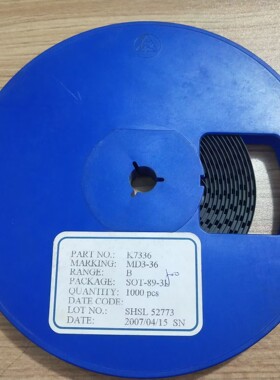 PART NO.: K7336
MARKING: MD3-36
RANGE: B
PACKAGE: SOT-89-3L
QUANTITY: 1000 pcs
DATE CODE:
LOT NO.: SHSL 52773
DATE: 2007/04/15 SN